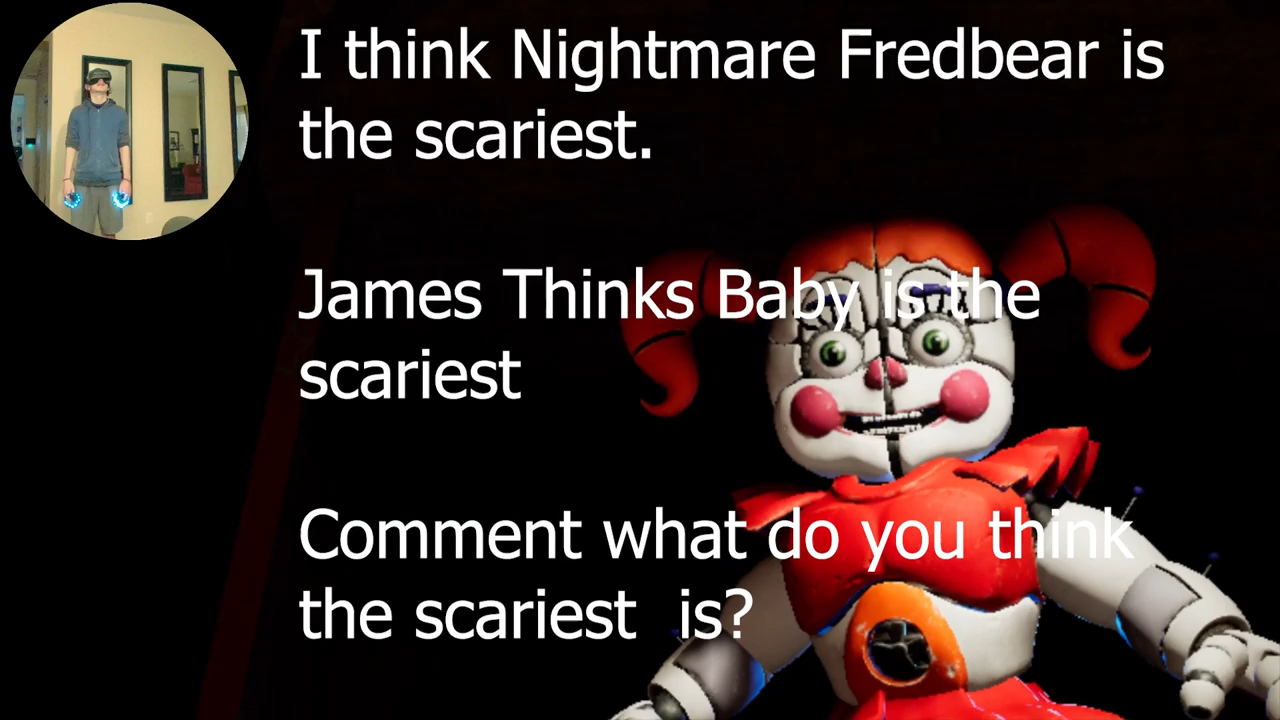 I think Nightmare Fredbear is
the scariest.
James Thinks Baby is the
scariest
Comment what do you think
the scariest  is?